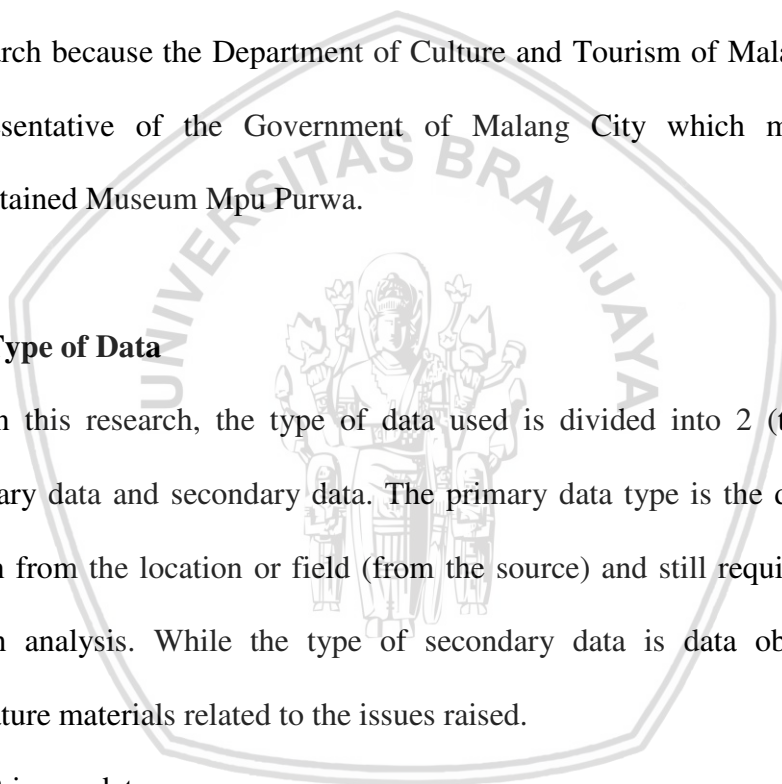 rch because the Department of Culture and Tourism of Mala
esentative of the Government of Malang City which m
tained Museum Mpu Purwa.
UNIVERSITAS BRAWIJAYA
Type of Data
n this research, the type of data used is divided into 2 (t
ary data and secondary data. The primary data type is the d
n from the location or field (from the source) and still requi
n analysis. While the type of secondary data is data ob
ature materials related to the issues raised.